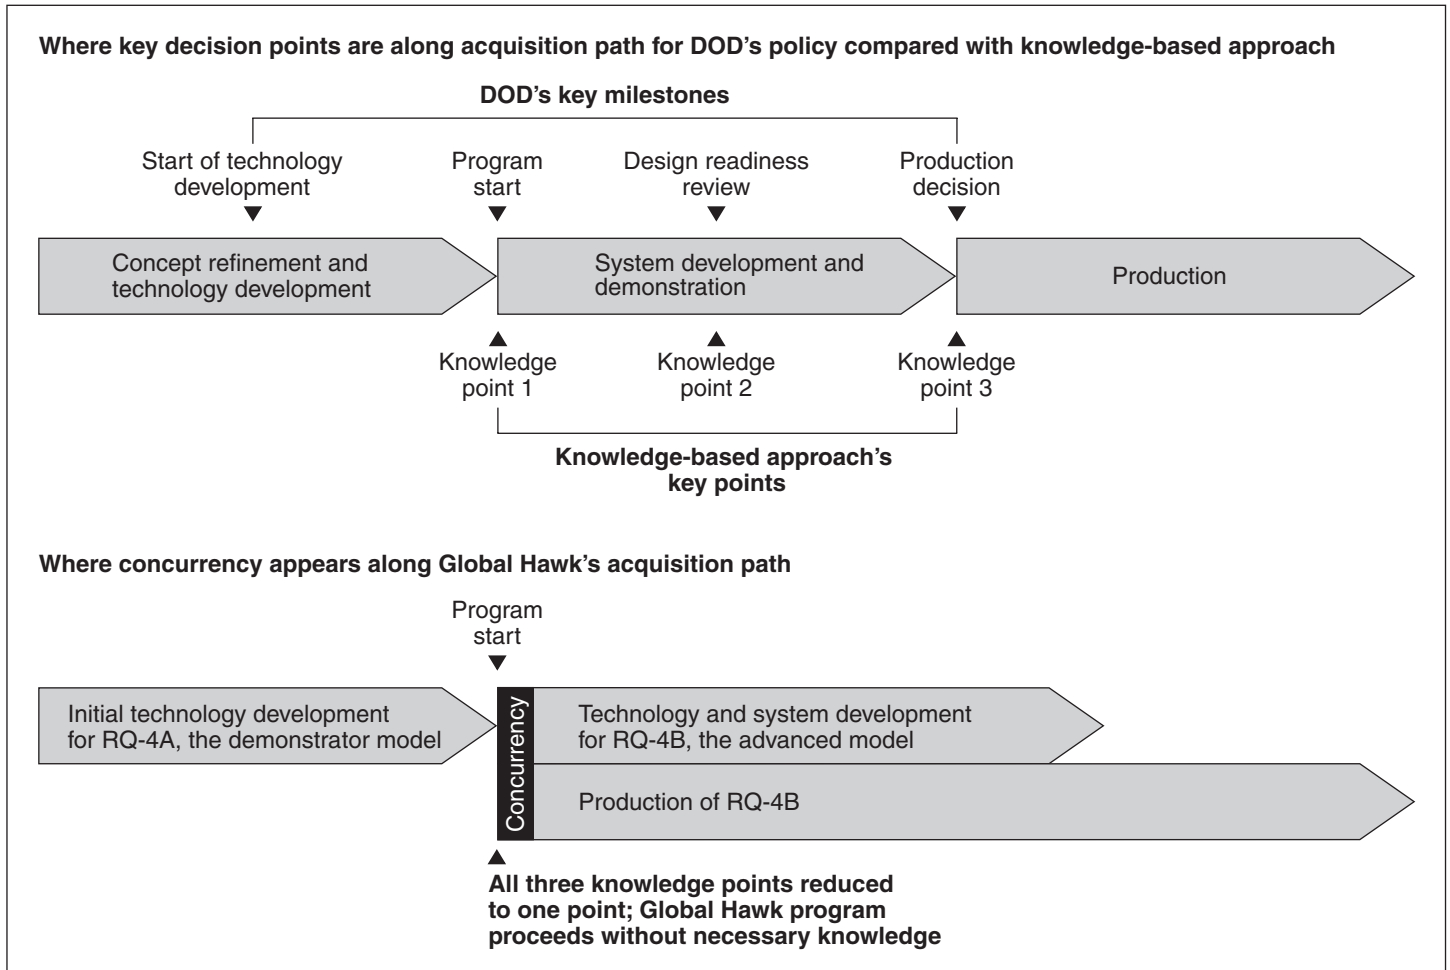 Where key decision points are along acquisition path for DOD’s policy compared with knowledge-based approach
DOD’s key milestones
Start of technology
development
Program
start
Design readiness
review
Production
decision
Concept refinement and
technology development
System development and
demonstration
Production
Knowledge
point 1
Knowledge
point 2
Knowledge
point 3
Knowledge-based approach’s
key points
Where concurrency appears along Global Hawk’s acquisition path
Program
start
Initial technology development
for RQ-4A, the demonstrator model
Concurrency
Technology and system development
for RQ-4B, the advanced model
Production of RQ-4B
All three knowledge points reduced
to one point; Global Hawk program
proceeds without necessary knowledge